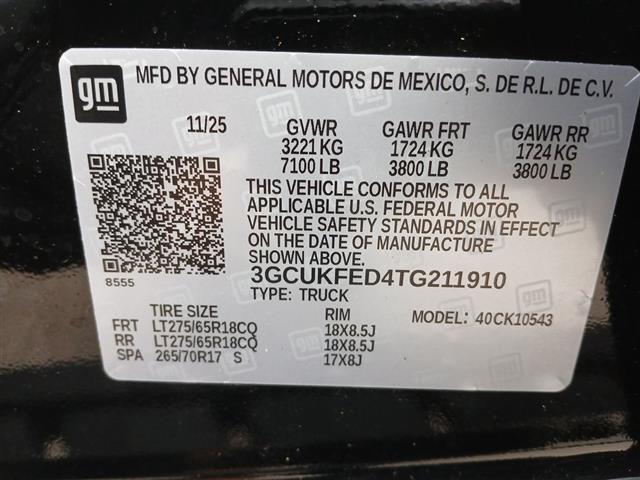 gm
MFD BY GENERAL MOTORS DE MEXICO, S. DE R.L. DE C.V.
11/25 GVWR GAWR FRT GAWR RR
3221 KG 1724 KG 1724 KG
7100 LB 3800 LB 3800 LB
THIS VEHICLE CONFORMS TO ALL
APPLICABLE U.S. FEDERAL MOTOR
VEHICLE SAFETY STANDARDS IN EFFECT
ON THE DATE OF MANUFACTURE
SHOWN ABOVE.
8555
3GCUKFED4TG211910
TYPE: TRUCK
TIRE SIZE RIM MODEL: 40CK10543
FRT LT275/65R18CQ 18X8.5J
RR LT275/65R18CQ 18X8.5J
SPA 265/70R17 S 17X8J